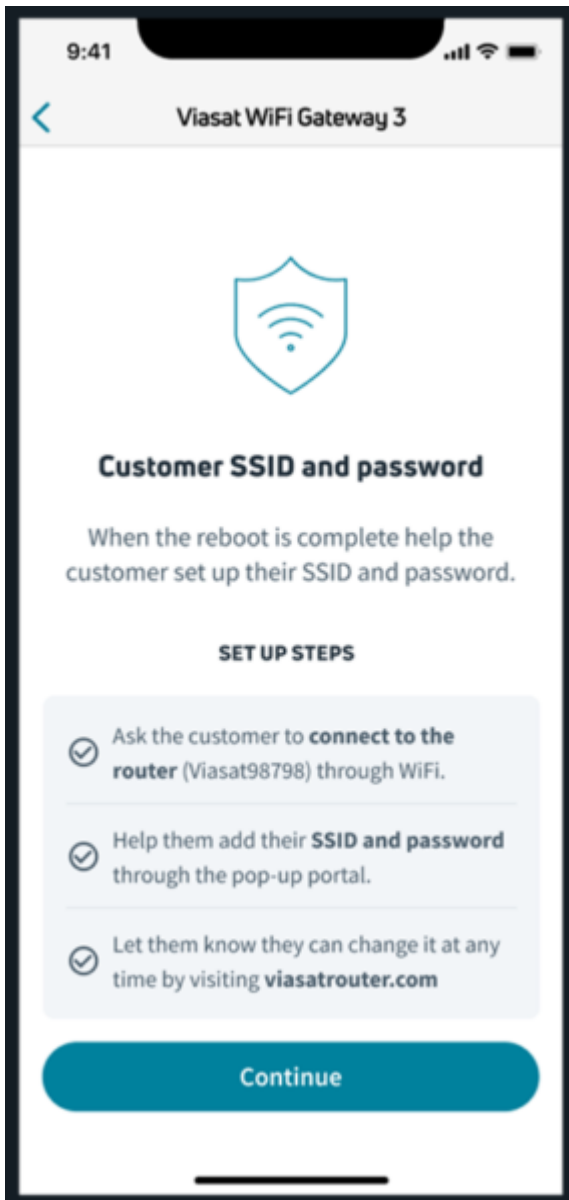 9:41
Viasat WiFi Gateway 3
Customer SSID and password
When the reboot is complete help the
customer set up their SSID and password.
SET UP STEPS
Ask the customer to connect to the
router (Viasat98798) through WiFi.
Help them add their SSID and password
through the pop-up portal.
Let them know they can change it at any
time by visiting viasatrouter.com
Continue